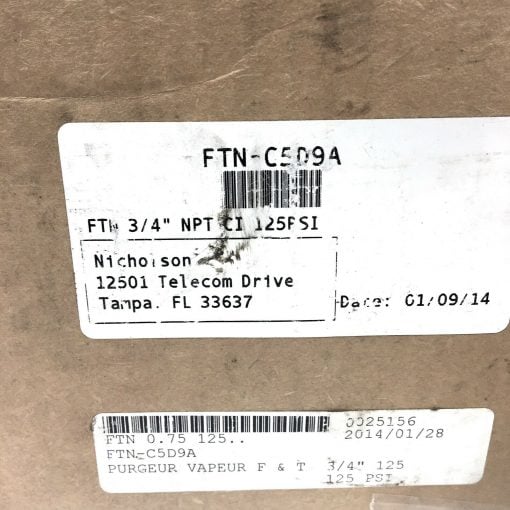 FTN-C5D9A
FTN 3/4" NPT CI 125PSI
Nicholson
12501 Telecom Drive
Tampa. FL 33637
Date: 01/09/14
0025156
FTN 0.75 125..
2014/01/28
FTN-C5D9A
PURGEUR VAPEUR F & T 3/4" 125
125 PSI